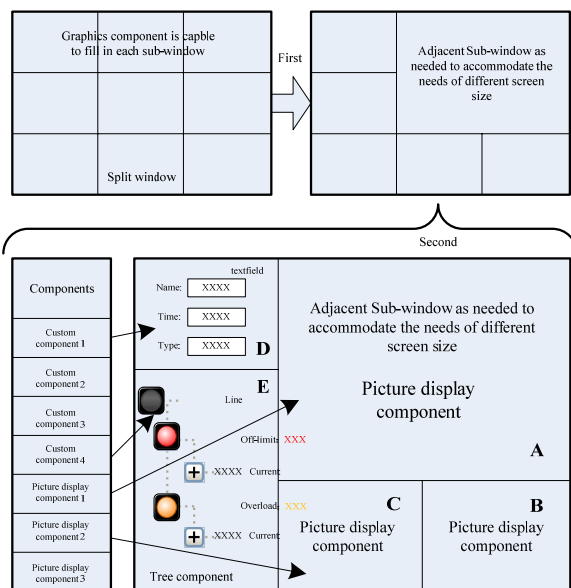 Graphics component is capble
to fill in each sub-window
Split window
First
Adjacent Sub-window as
needed to accommodate the
needs of different screen
size
Second
Components
Custom
component 1
Custom
component 2
Custom
component 3
Custom
component 4
Picture display
component 1
Picture display
component 2
Picture display
component 3
textfield
Name: XXXX
Time: XXXX
Type: XXXX
D
E
Line
Off-limit: XXX
XXXX Current
Overload: XXX
XXXX Current
Tree component
Adjacent Sub-window as needed to
accommodate the needs of different
screen size
Picture display
component
A
C
Picture display
component
B
Picture display
component